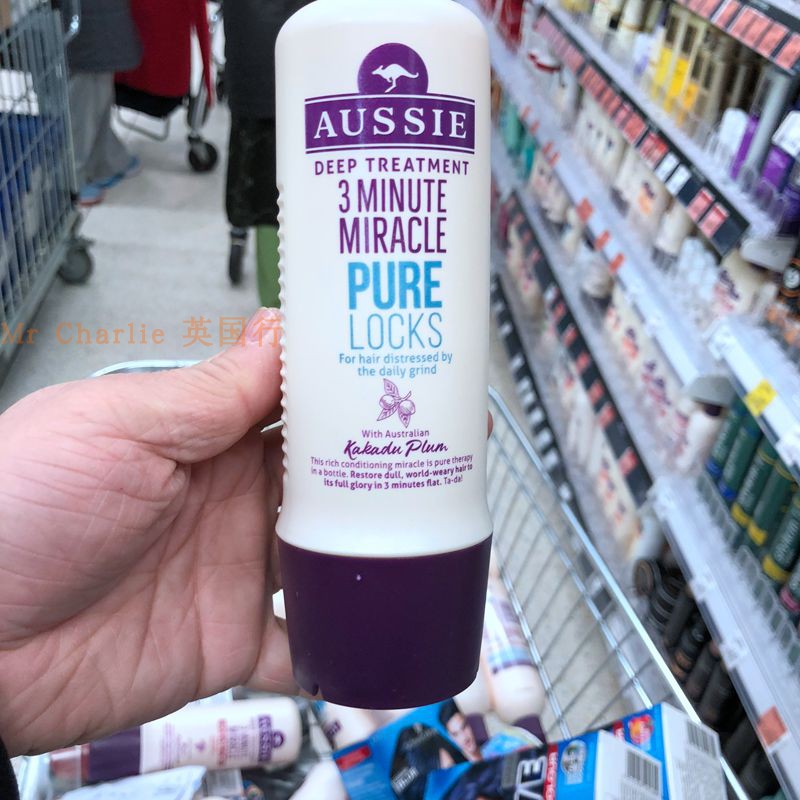 AUSSIE
DEEP TREATMENT
3 MINUTE
MIRACLE
PURE
LOCKS
For hair distressed by
the daily grind
With Australian
Kakadu Plum
This rich conditioning miracle is pure therapy
in a bottle. Restore dull, world-weary hair to
its full glory in 3 minutes flat. Ta-da!
Mr Charlie 英国行